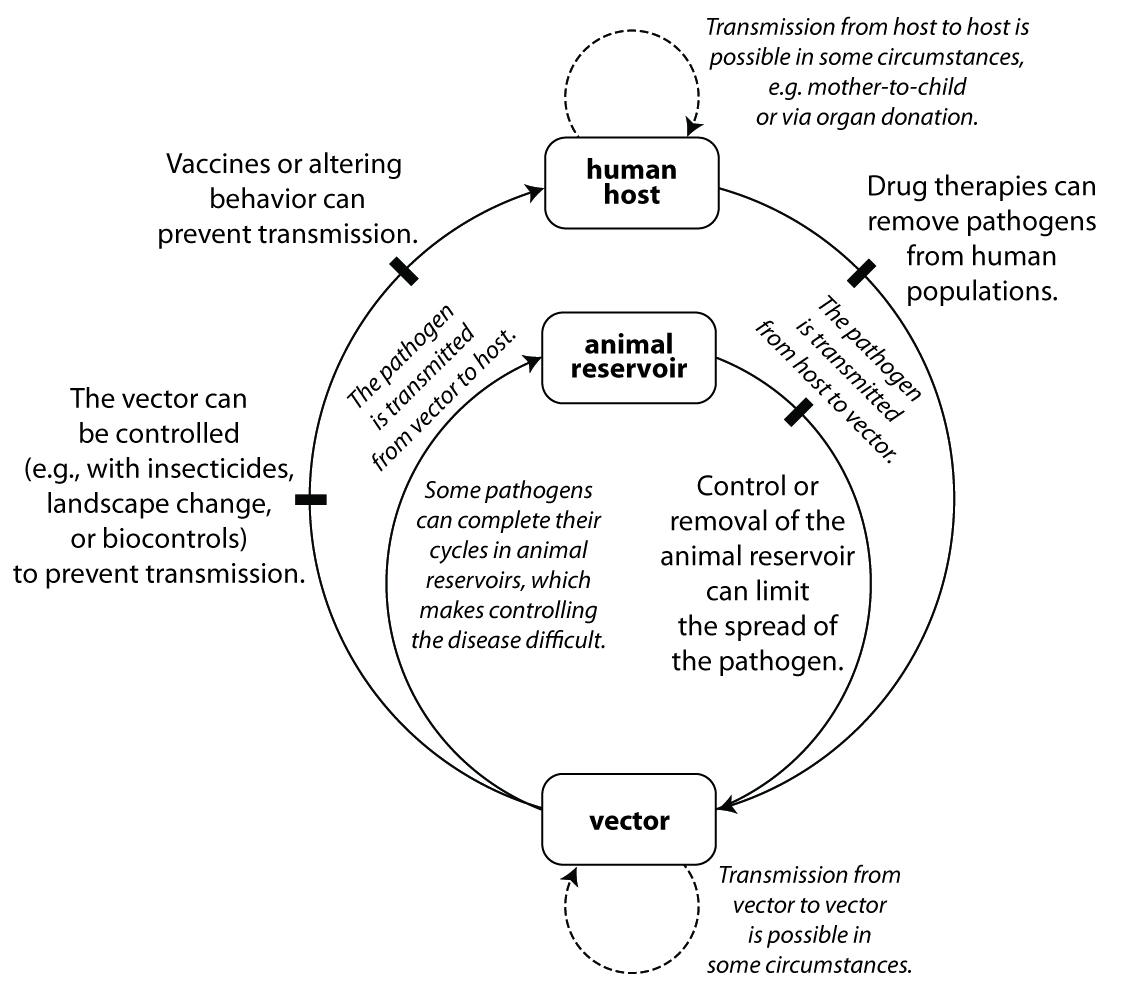 Transmission from host to host is
possible in some circumstances,
e.g. mother-to-child
or via organ donation.
human
host
Vaccines or altering
behavior can
prevent transmission.
Drug therapies can
remove pathogens
from human
populations.
The pathogen
is transmitted
from vector to host.
animal
reservoir
The pathogen
is transmitted
from host to vector.
The vector can
be controlled
(e.g., with insecticides,
landscape change,
or biocontrols)
to prevent transmission.
Some pathogens
can complete their
cycles in animal
reservoirs, which
makes controlling
the disease difficult.
Control or
removal of the
animal reservoir
can limit
the spread of
the pathogen.
vector
Transmission from
vector to vector
is possible in
some circumstances.